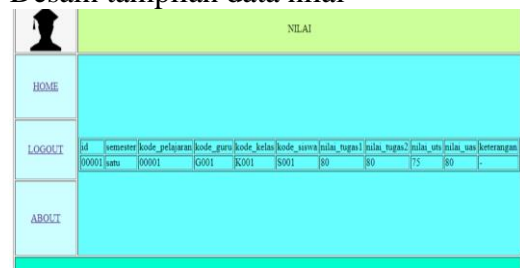 Desain tampilan data nilai
NILAI
HOME
LOGOUT
id semester kode_pelajaran kode_guru kode_kelas kode_siswa nilai_tugas1 nilai_tugas2 nilai_uts nilai_uas keterangan
00001 satu 00001 G001 K001 S001 80 80 75 80 -
ABOUT